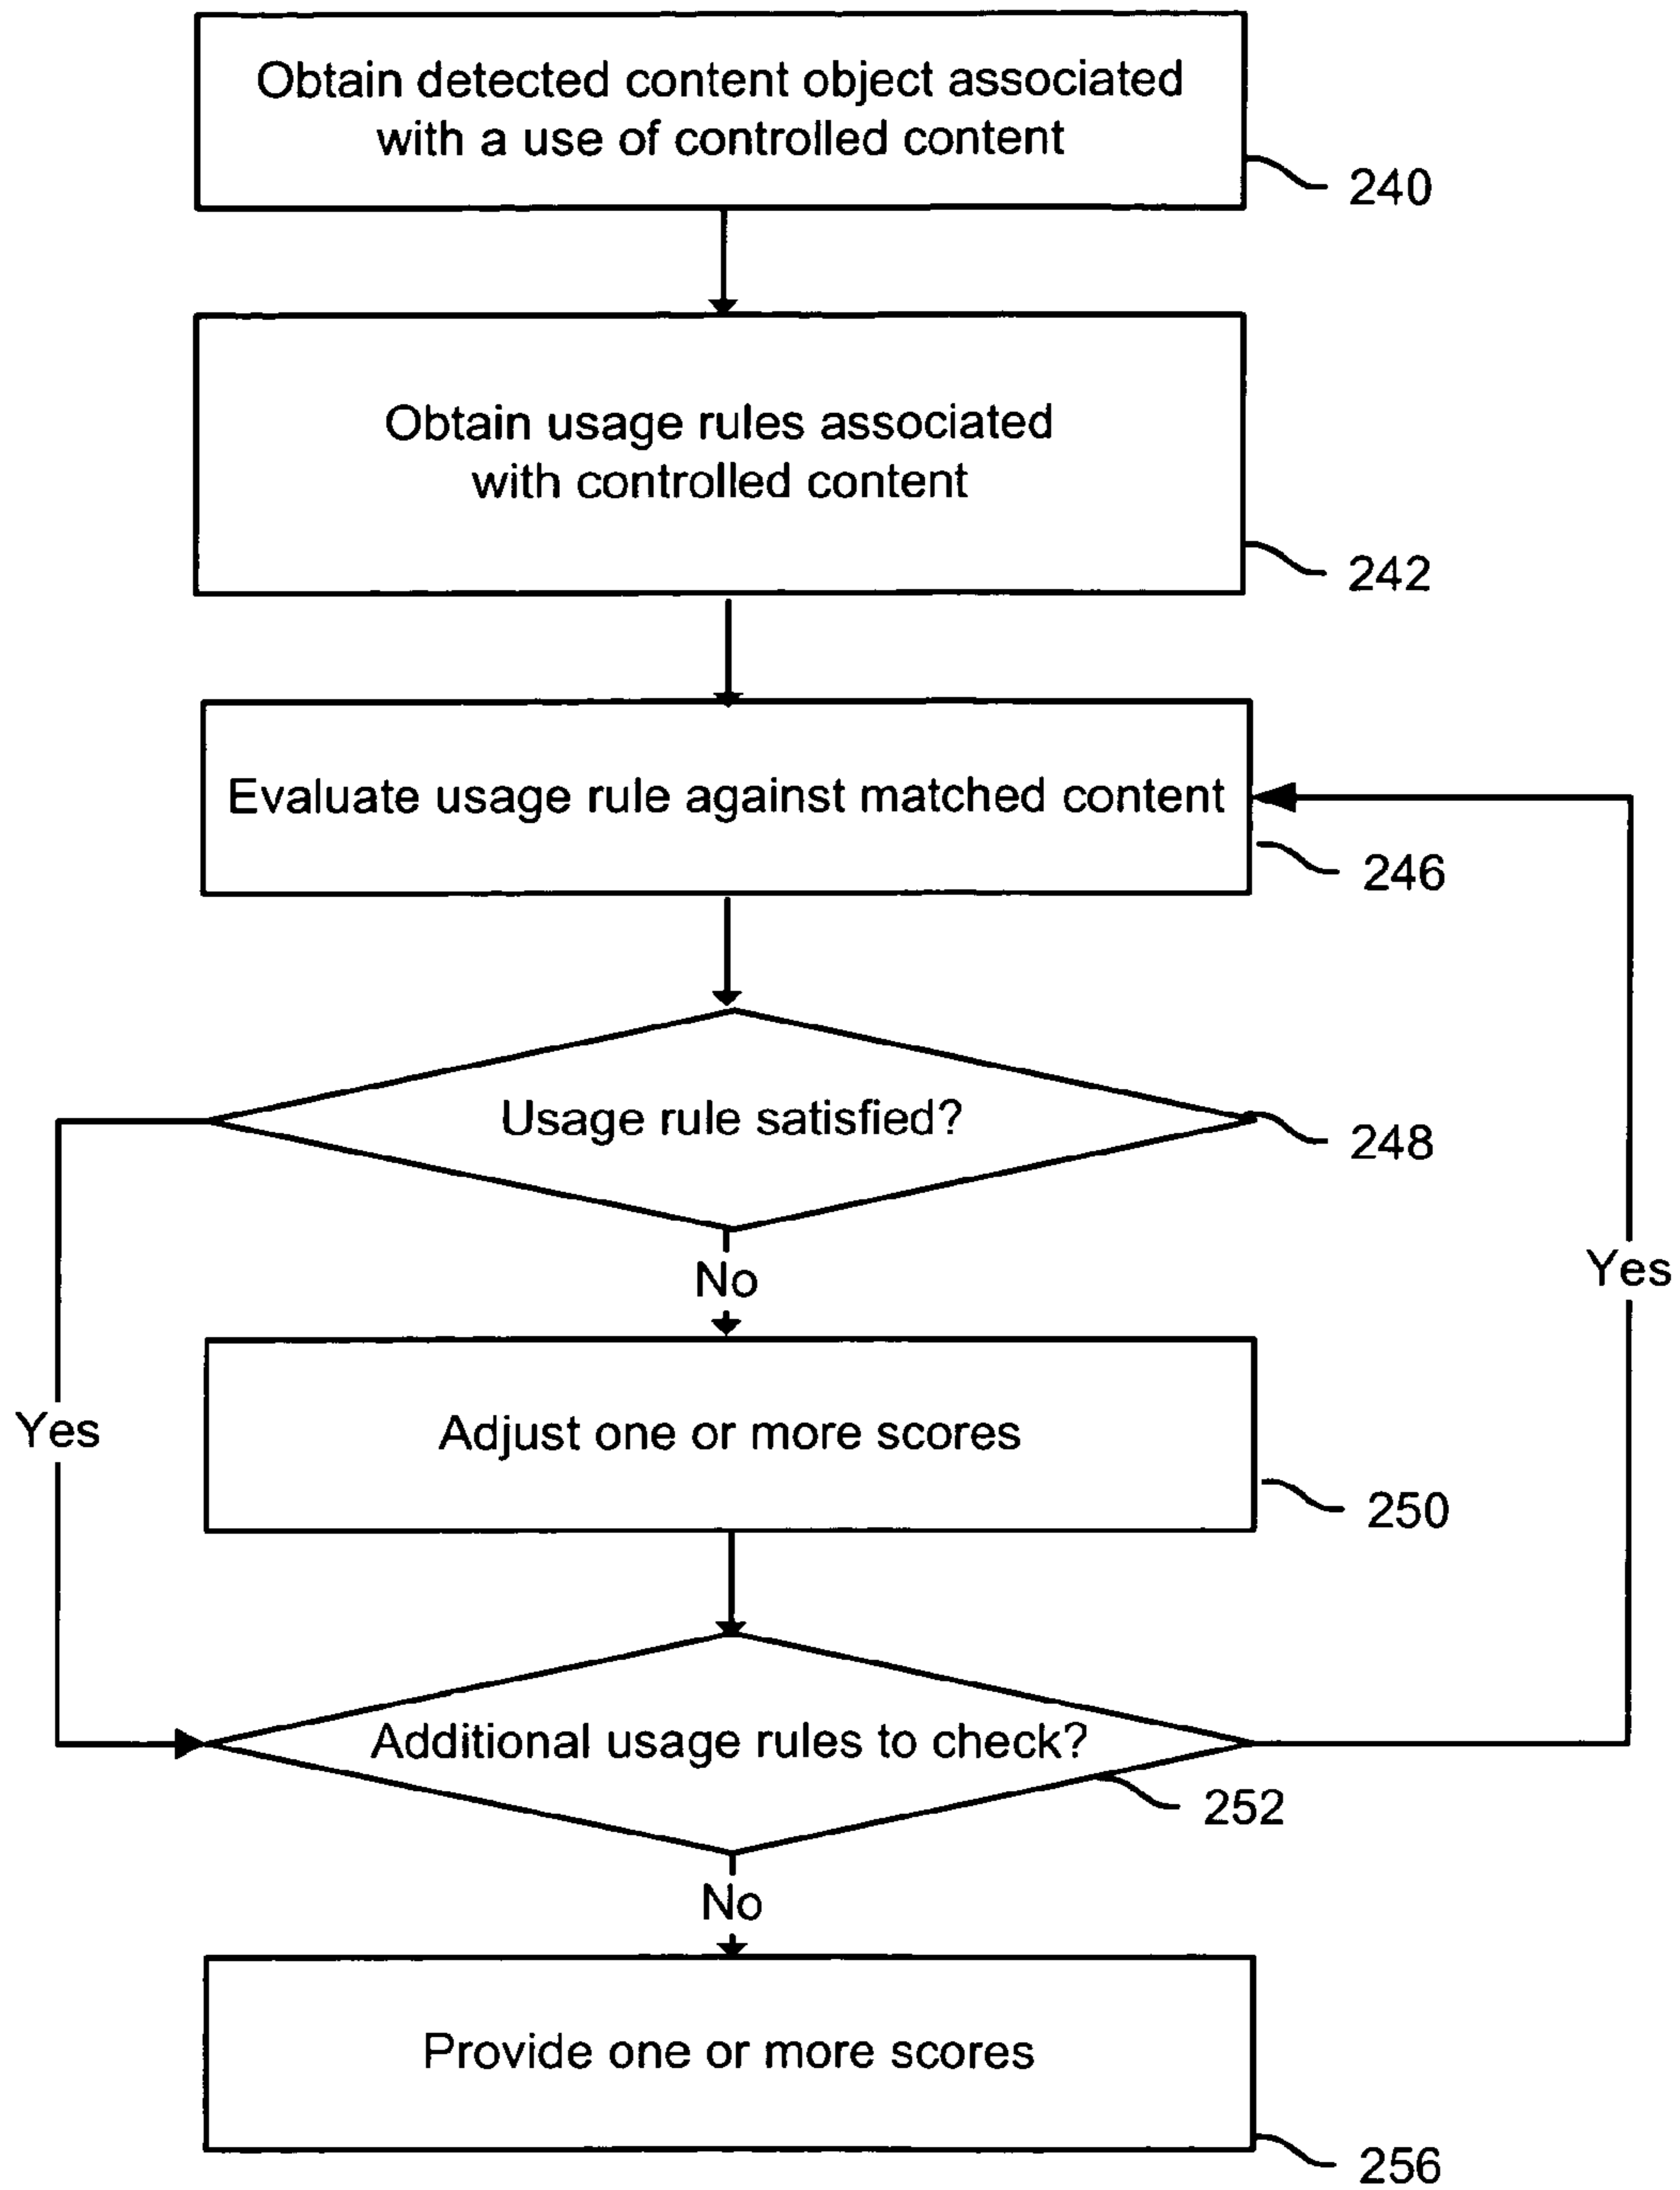 Obtain detected content object associated
with a use of controlled content
240
Obtain usage rules associated
with controlled content
242
Evaluate usage rule against matched content
246
Usage rule satisfied?
248
No
Yes
Adjust one or more scores
Yes
250
Additional usage rules to check?
252
No
Provide one or more scores
256